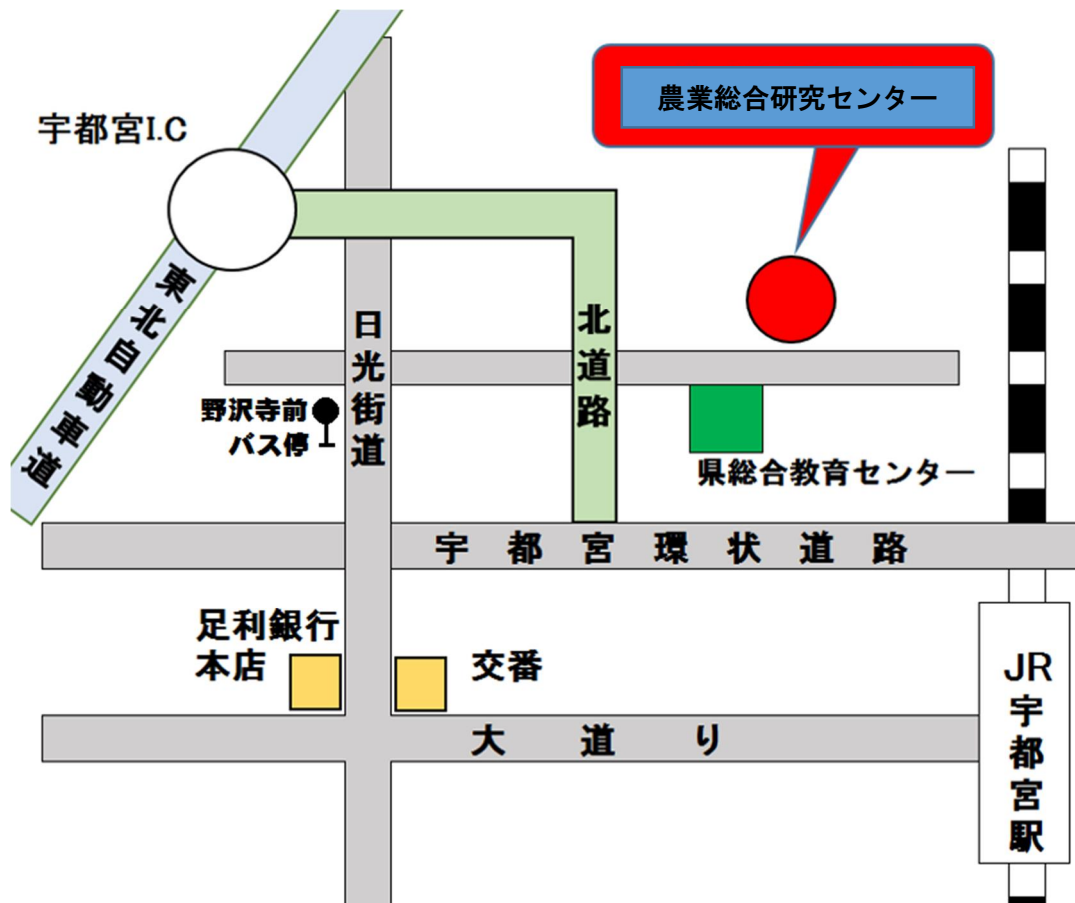 農業総合研究センター
宇都宮I.C
東北自動車道
日光街道
北道路
野沢寺前
バス停
県総合教育センター
宇都宮環状道路
足利銀行
本店
交番
JR宇都宮駅
大道り